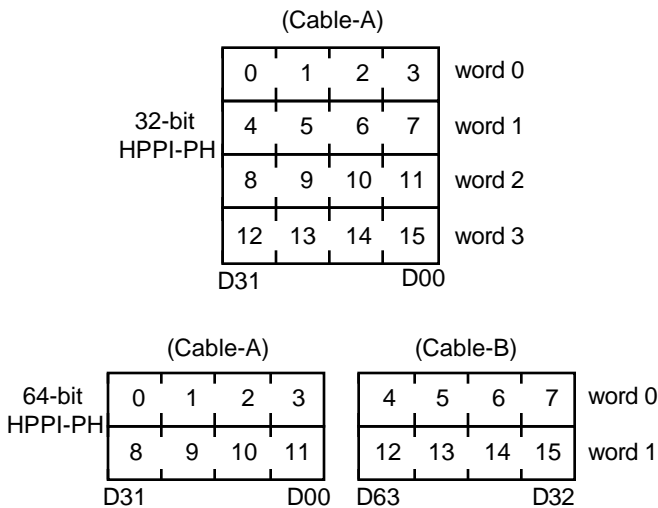 (Cable-A)
0 1 2 3 word 0
32-bit HPPI-PH
4 5 6 7 word 1
8 9 10 11 word 2
12 13 14 15 word 3
D31 D00
(Cable-A) (Cable-B)
64-bit HPPI-PH
0 1 2 3 4 5 6 7 word 0
8 9 10 11 12 13 14 15 word 1
D31 D00 D63 D32